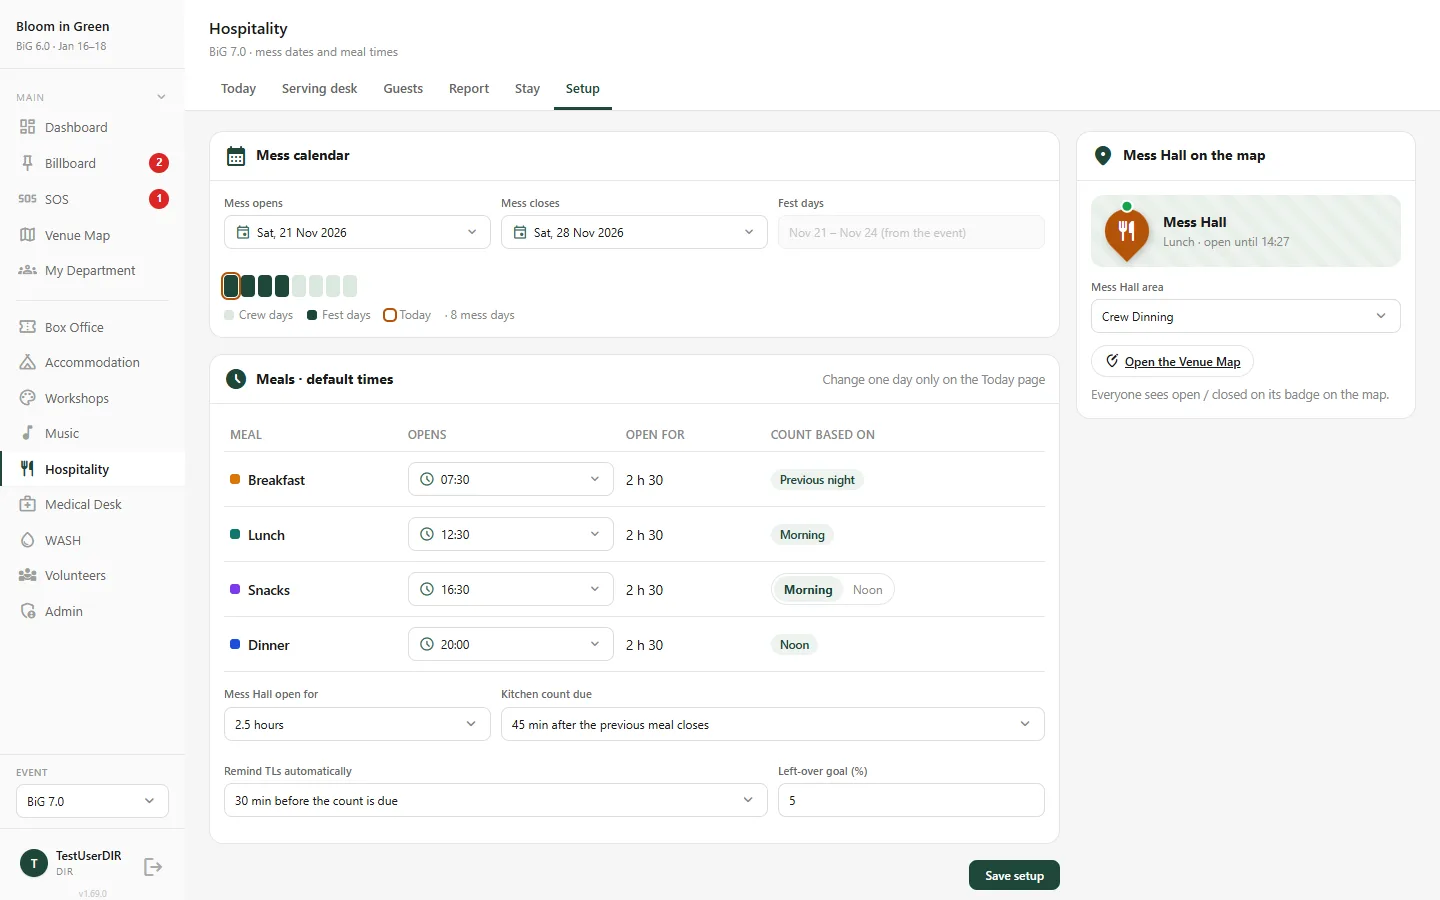 Bloom in Green
BiG 6.0 · Jan 16–18
MAIN
Dashboard
Billboard
2
SOS
SOS
1
Venue Map
My Department
Box Office
Accommodation
Workshops
Music
Hospitality
Medical Desk
WASH
Volunteers
Admin
EVENT
BiG 7.0
T
TestUserDIR
DIR
v1.69.0
Hospitality
BiG 7.0 · mess dates and meal times
Today Serving desk Guests Report Stay Setup
Mess calendar
Mess opens Mess closes Fest days
Sat, 21 Nov 2026 Sat, 28 Nov 2026 Nov 21 – Nov 24 (from the event)
Crew days Fest days Today · 8 mess days
Meals · default times Change one day only on the Today page
MEAL OPENS OPEN FOR COUNT BASED ON
Breakfast 07:30 2 h 30 Previous night
Lunch 12:30 2 h 30 Morning
Snacks 16:30 2 h 30 Morning Noon
Dinner 20:00 2 h 30 Noon
Mess Hall open for Kitchen count due
2.5 hours 45 min after the previous meal closes
Remind TLs automatically Left-over goal (%)
30 min before the count is due 5
Save setup
Mess Hall on the map
Mess Hall
Lunch · open until 14:27
Mess Hall area
Crew Dinning
Open the Venue Map
Everyone sees open / closed on its badge on the map.